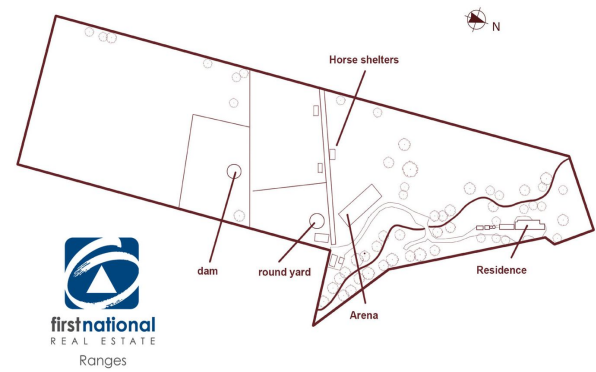 N
Horse shelters
dam
round yard
Arena
Residence
firstnational
REAL ESTATE
Ranges